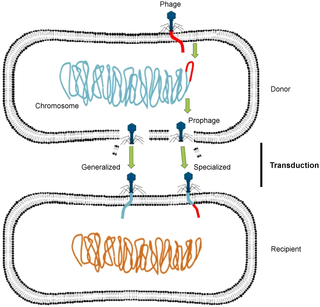 Phage
Donor
Chromosome
Prophage
Generalized
Specialized
Transduction
Recipient